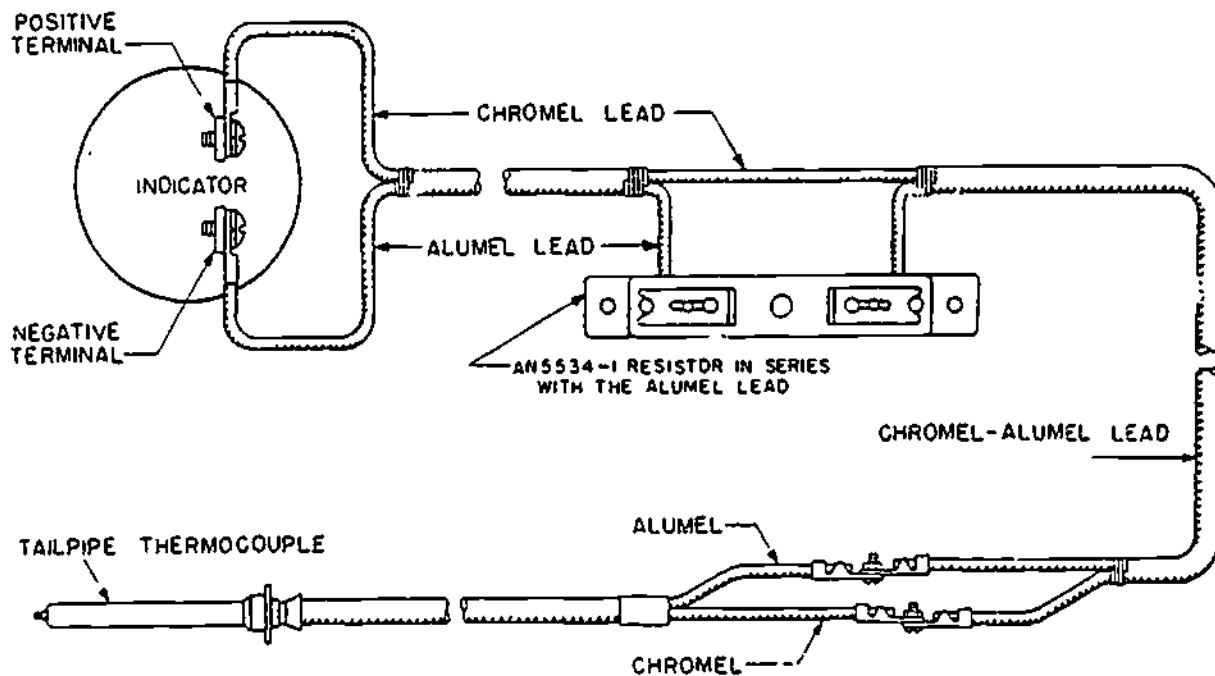 POSITIVE
TERMINAL
CHROMEL LEAD
INDICATOR
ALUMEL LEAD
NEGATIVE
TERMINAL
AN5534-1 RESISTOR IN SERIES
WITH THE ALUMEL LEAD
CHROMEL-ALUMEL LEAD
ALUMEL
TAILPIPE THERMOCOUPLE
CHROMEL